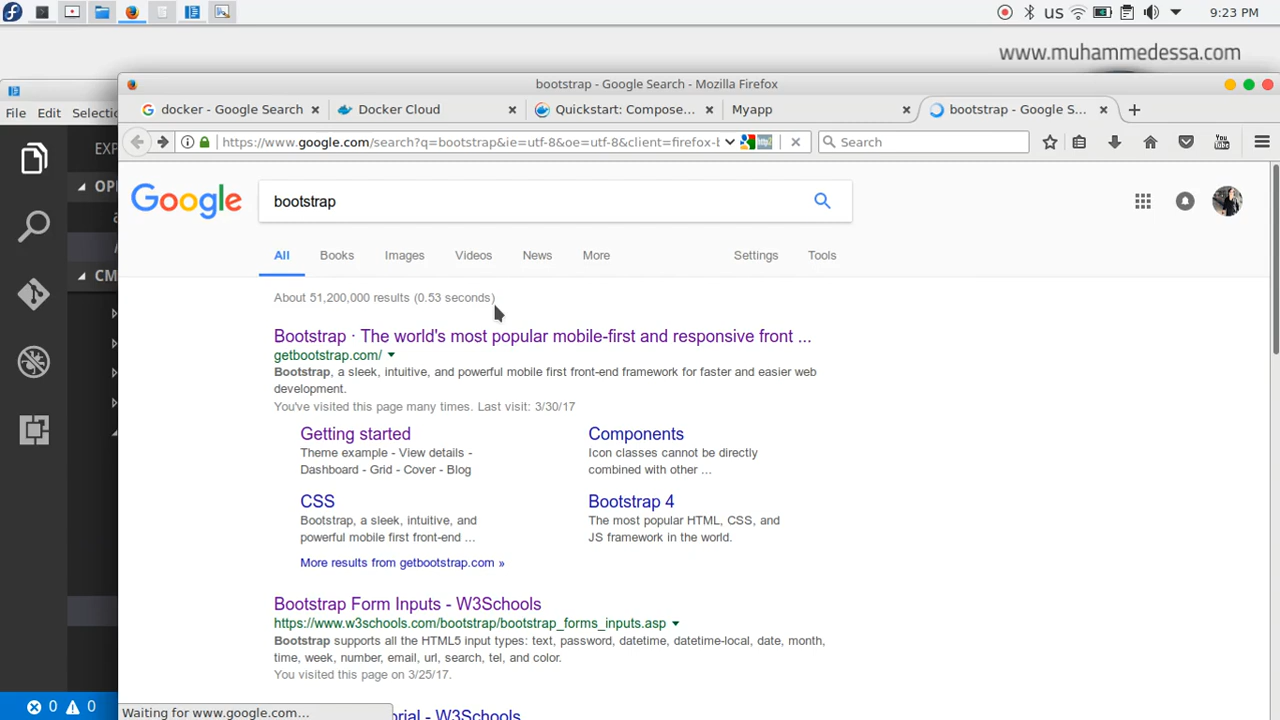 us
9:23 PM
www.muhammedessa.com
bootstrap - Google Search - Mozilla Firefox
File Edit Selectio
docker - Google Search
Docker Cloud
Quickstart: Compose...
Myapp
bootstrap - Google S...
https://www.google.com/search?q=bootstrap&ie=utf-8&oe=utf-8&client=firefox-b
Search
EXP
OP
CM
Google
bootstrap
All Books Images Videos News More Settings Tools
About 51,200,000 results (0.53 seconds)
Bootstrap · The world's most popular mobile-first and responsive front ...
getbootstrap.com/
Bootstrap, a sleek, intuitive, and powerful mobile first front-end framework for faster and easier web
development.
You've visited this page many times. Last visit: 3/30/17
Getting started
Theme example - View details -
Dashboard - Grid - Cover - Blog
Components
Icon classes cannot be directly
combined with other ...
CSS
Bootstrap, a sleek, intuitive, and
powerful mobile first front-end ...
Bootstrap 4
The most popular HTML, CSS, and
JS framework in the world.
More results from getbootstrap.com »
Bootstrap Form Inputs - W3Schools
https://www.w3schools.com/bootstrap/bootstrap_forms_inputs.asp
Bootstrap supports all the HTML5 input types: text, password, datetime, datetime-local, date, month,
time, week, number, email, url, search, tel, and color.
You visited this page on 3/25/17.
orial - W3Schools
Waiting for www.google.com...
0 0